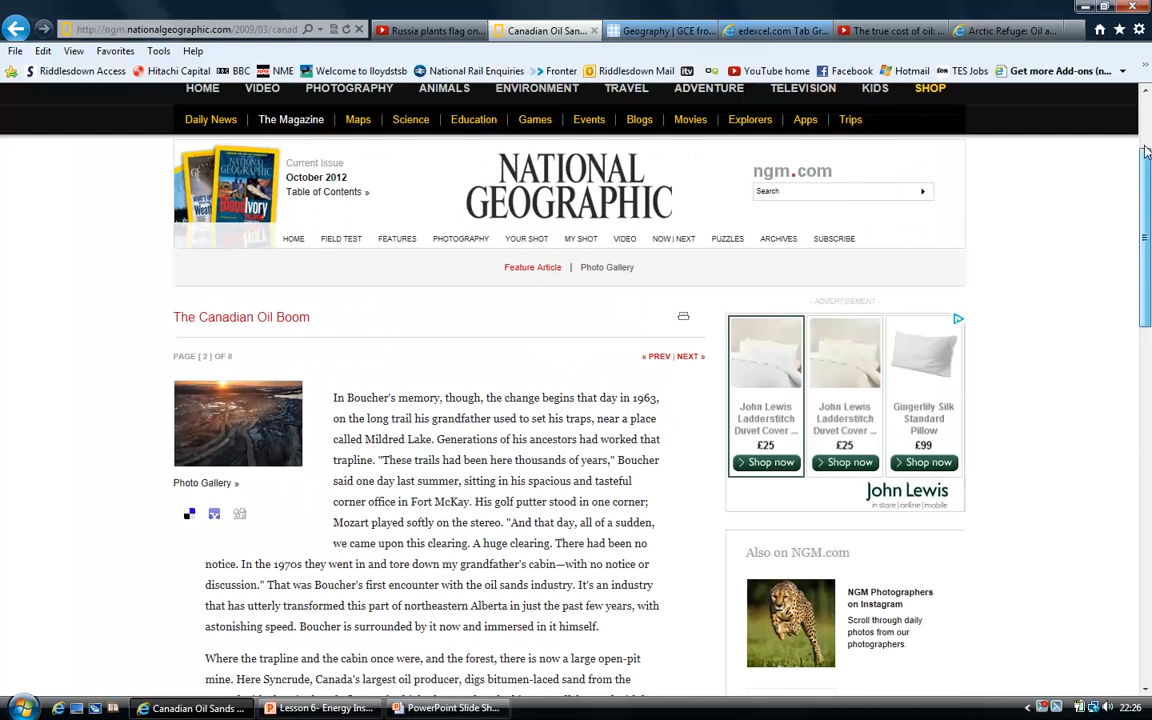 http://ngm.nationalgeographic.com/2009/03/canad
Russia plants flag on...
Canadian Oil San...
Geography | GCE fro...
edexcel.com Tab Gr...
The true cost of oil: ...
Arctic Refuge: Oil a...
File Edit View Favorites Tools Help
Riddlesdown Access Hitachi Capital BBC NME Welcome to lloydstsb National Rail Enquiries Fronter Riddlesdown Mail itv YouTube home Facebook Hotmail TES Jobs Get more Add-ons (n...
HOME VIDEO PHOTOGRAPHY ANIMALS ENVIRONMENT TRAVEL ADVENTURE TELEVISION KIDS SHOP
Daily News The Magazine Maps Science Education Games Events Blogs Movies Explorers Apps Trips
Current Issue
October 2012
Table of Contents »
NATIONAL
GEOGRAPHIC
ngm.com
Search
HOME FIELD TEST FEATURES PHOTOGRAPHY YOUR SHOT MY SHOT VIDEO NOW | NEXT PUZZLES ARCHIVES SUBSCRIBE
Feature Article | Photo Gallery
The Canadian Oil Boom
PAGE [ 2 ] OF 8
« PREV | NEXT »
Photo Gallery »
In Boucher's memory, though, the change begins that day in 1963,
on the long trail his grandfather used to set his traps, near a place
called Mildred Lake. Generations of his ancestors had worked that
trapline. "These trails had been here thousands of years," Boucher
said one day last summer, sitting in his spacious and tasteful
corner office in Fort McKay. His golf putter stood in one corner;
Mozart played softly on the stereo. "And that day, all of a sudden,
we came upon this clearing. A huge clearing. There had been no
notice. In the 1970s they went in and tore down my grandfather's cabin—with no notice or
discussion." That was Boucher's first encounter with the oil sands industry. It's an industry
that has utterly transformed this part of northeastern Alberta in just the past few years, with
astonishing speed. Boucher is surrounded by it now and immersed in it himself.
Where the trapline and the cabin once were, and the forest, there is now a large open-pit
mine. Here Syncrude, Canada's largest oil producer, digs bitumen-laced sand from the
- ADVERTISEMENT -
John Lewis
Ladderstitch
Duvet Cover ...
£25
Shop now
John Lewis
Ladderstitch
Duvet Cover ...
£25
Shop now
Gingerlily Silk
Standard
Pillow
£99
Shop now
John Lewis
in store | online | mobile
Also on NGM.com
NGM Photographers
on Instagram
Scroll through daily
photos from our
photographers.
Canadian Oil Sands ...
Lesson 6- Energy Ins...
PowerPoint Slide Sh...
22:26